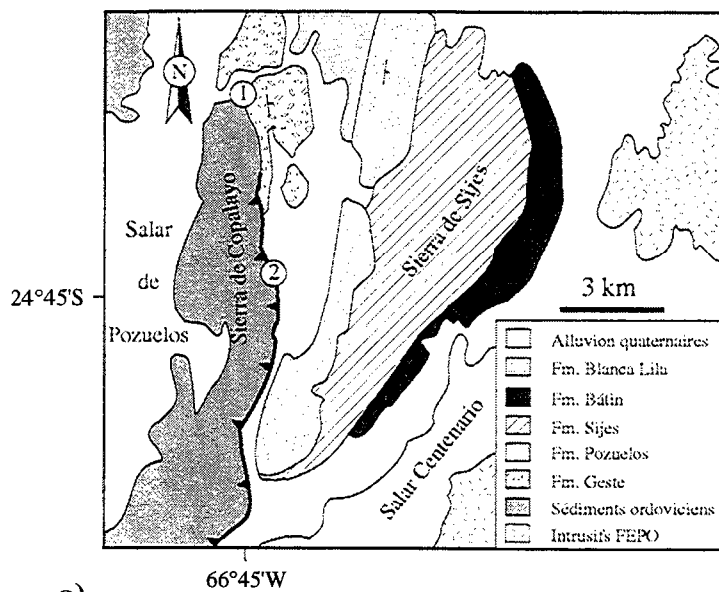 N
1
Sierra de Copalayo
Salar
de
Pozuelos
2
Sierra de Sijes
24°45'S
3 km
Salar Centenario
Alluvion quaternaires
Fm. Blanca Lila
Fm. Bátin
Fm. Sijes
Fm. Pozuelos
Fm. Geste
Sédiments ordoviciens
Intrusifs FEPO
66°45'W